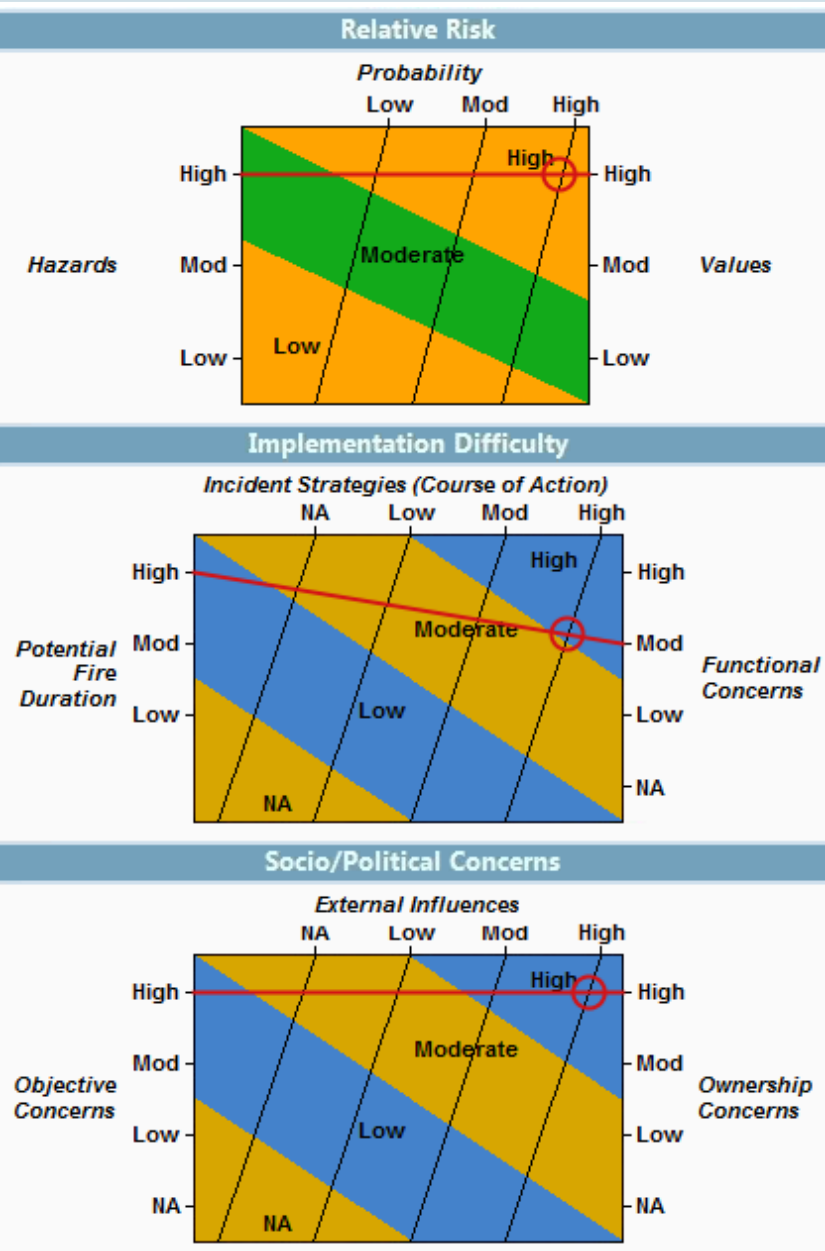 Relative Risk
Probability
Low Mod High
High High High
Hazards Mod Moderate Mod Values
Low Low Low
Implementation Difficulty
Incident Strategies (Course of Action)
NA Low Mod High
High High High
Potential Fire Duration Mod Moderate Mod Functional Concerns
Low Low Low
NA NA
Socio/Political Concerns
External Influences
NA Low Mod High
High High High
Objective Concerns Mod Moderate Mod Ownership Concerns
Low Low Low
NA NA NA